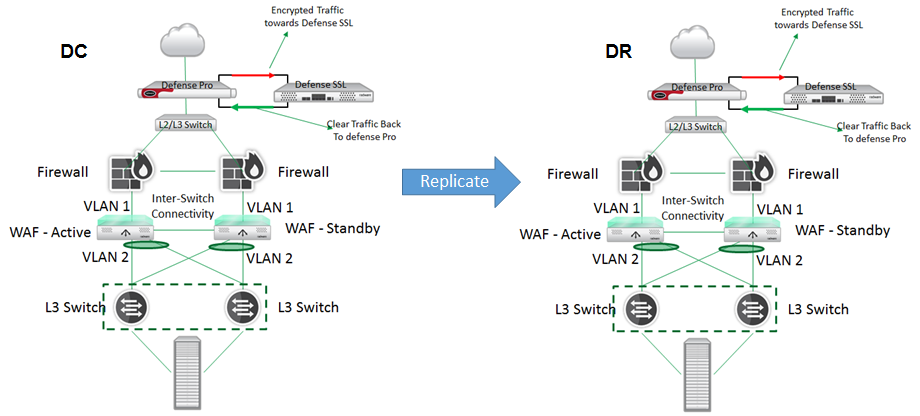 Encrypted Traffic
towards Defense SSL
DC
Defense Pro
Defense SSL
Clear Traffic Back
To defense Pro
L2/L3 Switch
Firewall
Firewall
VLAN 1
Inter-Switch
Connectivity
VLAN 1
WAF - Active
WAF - Standby
VLAN 2
VLAN 2
L3 Switch
L3 Switch
Replicate
Encrypted Traffic
towards Defense SSL
DR
Defense Pro
Defense SSL
Clear Traffic Back
To defense Pro
L2/L3 Switch
Firewall
Firewall
VLAN 1
Inter-Switch
Connectivity
VLAN 1
WAF - Active
WAF - Standby
VLAN 2
VLAN 2
L3 Switch
L3 Switch